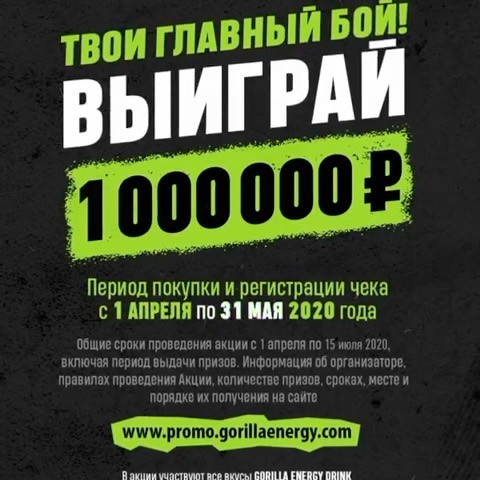 ТВОЙ ГЛАВНЫЙ БОЙ!
ВЫИГРАЙ
1 000 000 ₽
Период покупки и регистрации чека
с 1 АПРЕЛЯ по 31 МАЯ 2020 года
Общие сроки проведения акции с 1 апреля по 15 июля 2020,
включая период выдачи призов. Информация об организаторе,
правилах проведения Акции, количестве призов, сроках, месте и
порядке их получения на сайте
www.promo.gorillaenergy.com
В акции участвуют все вкусы GORILLA ENERGY DRINK